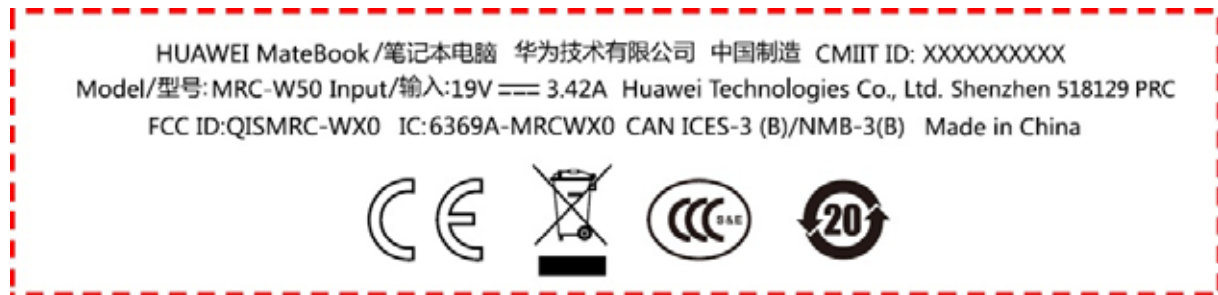 HUAWEI MateBook/笔记本电脑 华为技术有限公司 中国制造 CMIIT ID: XXXXXXXXXX
Model/型号: MRC-W50 Input/输入:19V ⎓ 3.42A Huawei Technologies Co., Ltd. Shenzhen 518129 PRC
FCC ID:QISMRC-WX0 IC:6369A-MRCWX0 CAN ICES-3 (B)/NMB-3(B) Made in China
CE CCC S&E 20